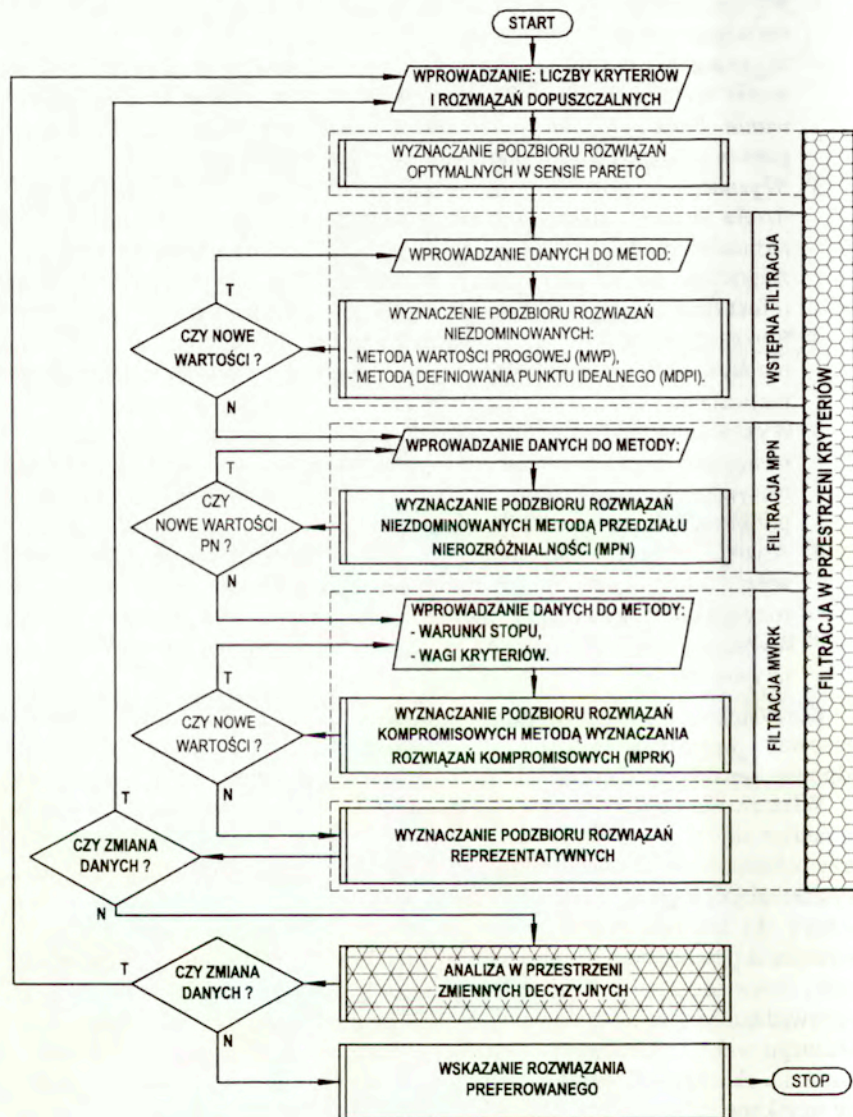 START
WPROWADZANIE: LICZBY KRYTERIÓW
I ROZWIĄZAŃ DOPUSZCZALNYCH
WYZNACZANIE PODZBIORU ROZWIĄZAŃ
OPTYMALNYCH W SENSIE PARETO
WPROWADZANIE DANYCH DO METOD:
T
CZY NOWE
WARTOŚCI ?
N
WYZNACZENIE PODZBIORU ROZWIAZAŃ
NIEZDOMINOWANYCH:
- METODĄ WARTOŚCI PROGOWEJ (MWP),
- METODĄ DEFINIOWANIA PUNKTU IDEALNEGO (MDPI).
WSTĘPNA FILTRACJA
WPROWADZANIE DANYCH DO METODY:
T
CZY
NOWE WARTOŚCI
PN ?
N
WYZNACZANIE PODZBIORU ROZWIĄZAŃ
NIEZDOMINOWANYCH METODĄ PRZEDZIAŁU
NIEROZRÓŻNIALNOŚCI (MPN)
FILTRACJA MPN
WPROWADZANIE DANYCH DO METODY:
- WARUNKI STOPU,
- WAGI KRYTERIÓW.
T
CZY NOWE
WARTOŚCI ?
N
WYZNACZANIE PODZBIORU ROZWIĄZAŃ
KOMPROMISOWYCH METODĄ WYZNACZANIA
ROZWIĄZAŃ KOMPROMISOWYCH (MPRK)
FILTRACJA MWRK
FILTRACJA W PRZESTRZENI KRYTERIÓW
T
CZY ZMIANA
DANYCH ?
N
WYZNACZANIE PODZBIORU ROZWIĄZAŃ
REPREZENTATYWNYCH
T
CZY ZMIANA
DANYCH ?
N
ANALIZA W PRZESTRZENI
ZMIENNYCH DECYZYJNYCH
WSKAZANIE ROZWIĄZANIA
PREFEROWANEGO
STOP